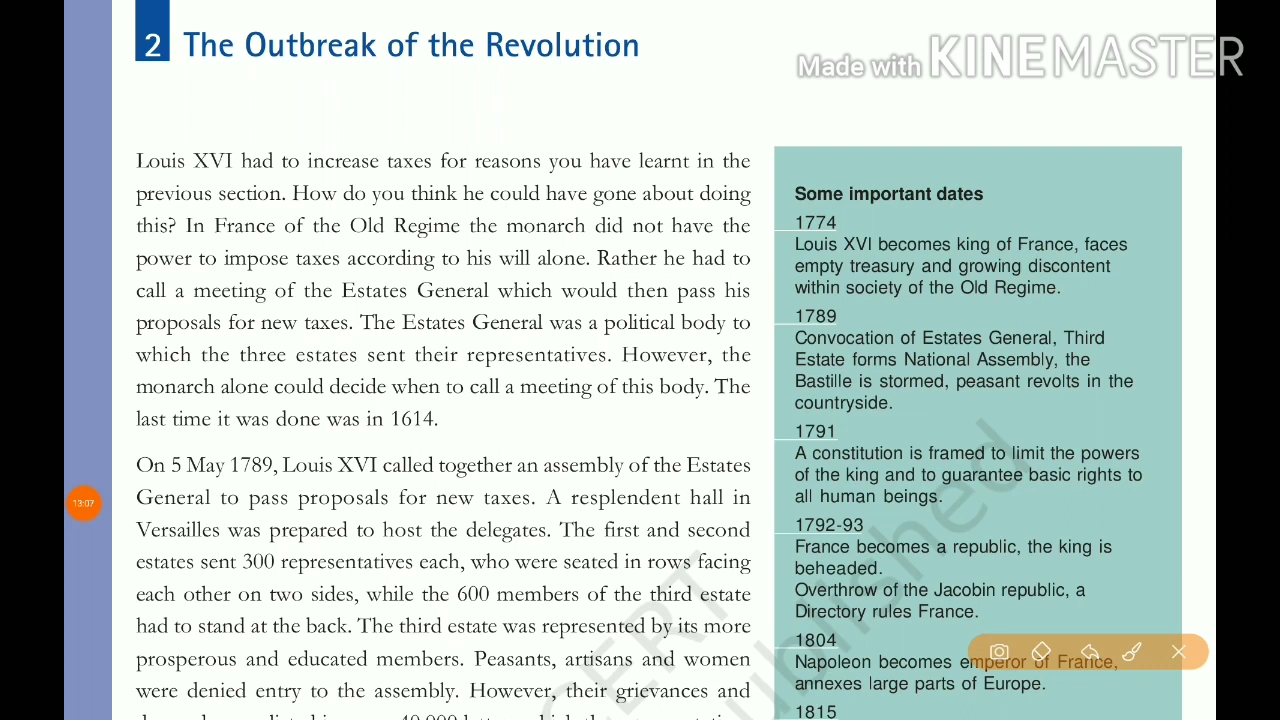 2 The Outbreak of the Revolution
Made with KINEMASTER
Louis XVI had to increase taxes for reasons you have learnt in the
previous section. How do you think he could have gone about doing
this? In France of the Old Regime the monarch did not have the
power to impose taxes according to his will alone. Rather he had to
call a meeting of the Estates General which would then pass his
proposals for new taxes. The Estates General was a political body to
which the three estates sent their representatives. However, the
monarch alone could decide when to call a meeting of this body. The
last time it was done was in 1614.
On 5 May 1789, Louis XVI called together an assembly of the Estates
General to pass proposals for new taxes. A resplendent hall in
Versailles was prepared to host the delegates. The first and second
estates sent 300 representatives each, who were seated in rows facing
each other on two sides, while the 600 members of the third estate
had to stand at the back. The third estate was represented by its more
prosperous and educated members. Peasants, artisans and women
were denied entry to the assembly. However, their grievances and
Some important dates
1774
Louis XVI becomes king of France, faces
empty treasury and growing discontent
within society of the Old Regime.
1789
Convocation of Estates General, Third
Estate forms National Assembly, the
Bastille is stormed, peasant revolts in the
countryside.
1791
A constitution is framed to limit the powers
of the king and to guarantee basic rights to
all human beings.
1792-93
France becomes a republic, the king is
beheaded.
Overthrow of the Jacobin republic, a
Directory rules France.
1804
Napoleon becomes emperor of France,
annexes large parts of Europe.
1815
13:07